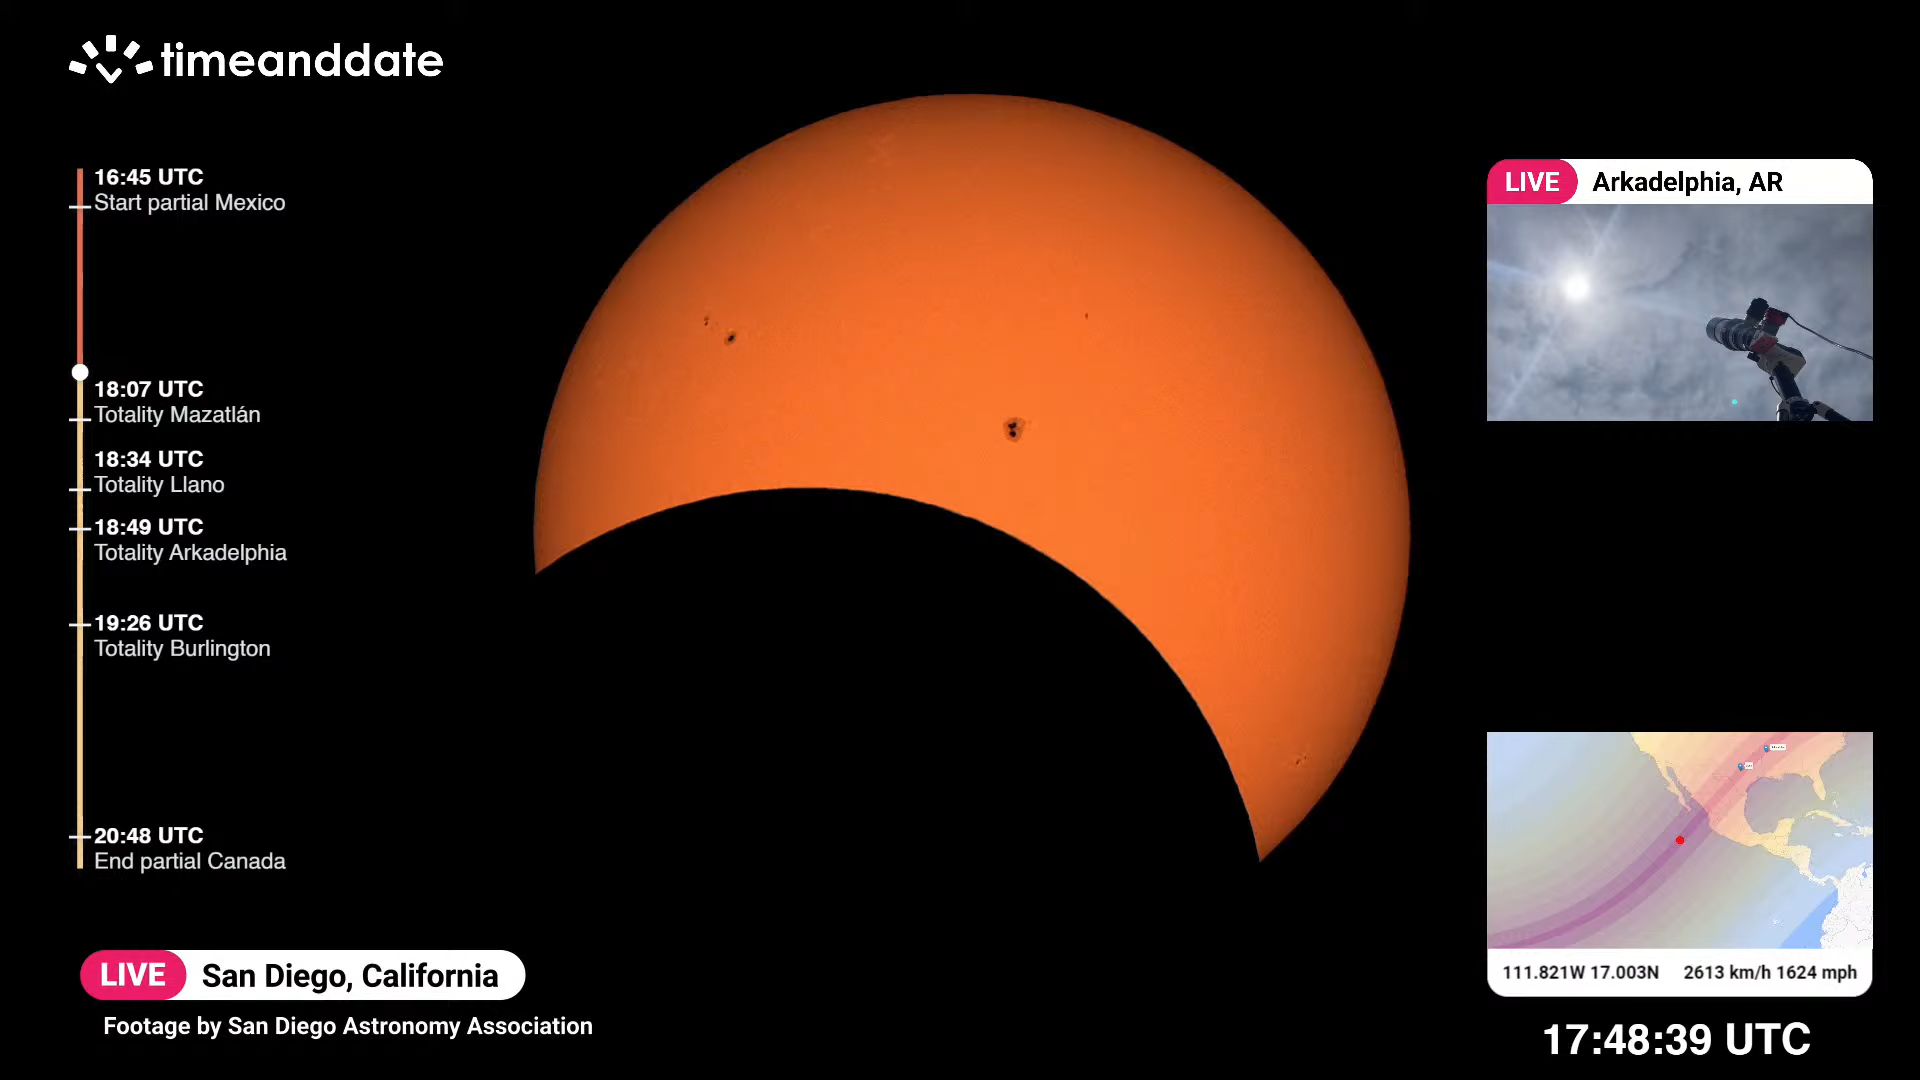 timeanddate
16:45 UTC
Start partial Mexico
18:07 UTC
Totality Mazatlán
18:34 UTC
Totality Llano
18:49 UTC
Totality Arkadelphia
19:26 UTC
Totality Burlington
20:48 UTC
End partial Canada
LIVE San Diego, California
Footage by San Diego Astronomy Association
LIVE Arkadelphia, AR
111.821W 17.003N 2613 km/h 1624 mph
17:48:39 UTC